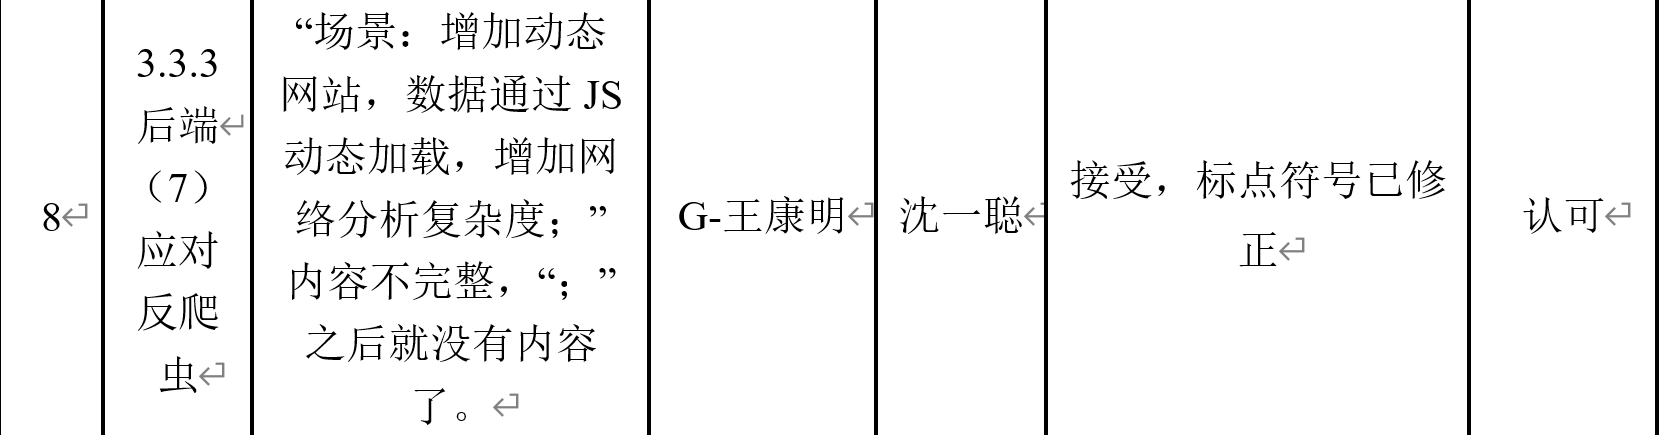 8
3.3.3
后端
（7）
应对
反爬
虫
“场景：增加动态
网站，数据通过 JS
动态加载，增加网
络分析复杂度；”
内容不完整，“；”
之后就没有内容
了。
G-王康明
沈一聪
接受，标点符号已修
正
认可